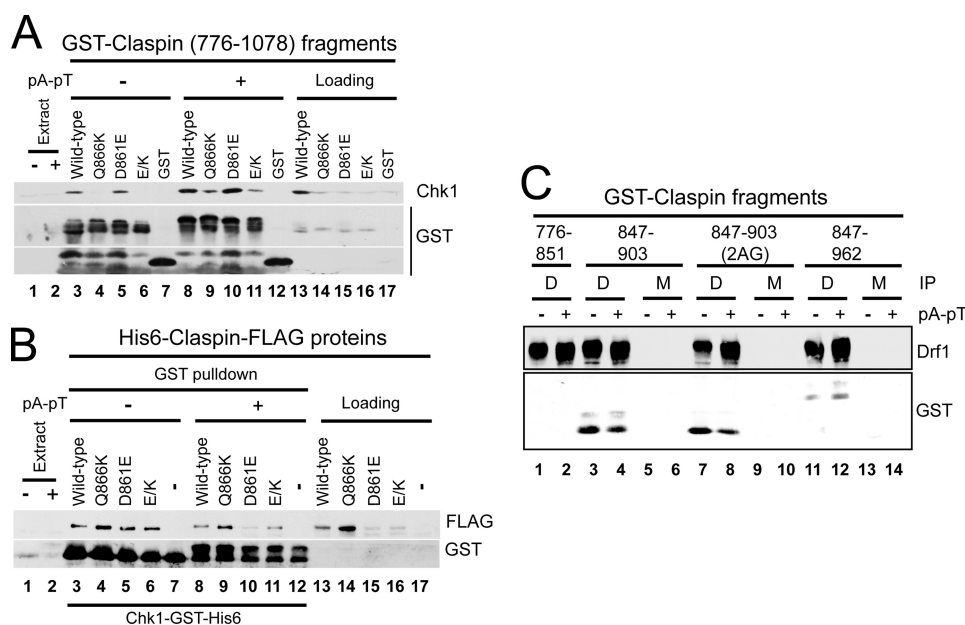 A
GST-Claspin (776-1078) fragments
pA-pT - + Loading
Extract
Wild-type Q866K D861E E/K GST Wild-type Q866K D861E E/K GST Wild-type Q866K D861E E/K GST
- +
Chk1
GST
1 2 3 4 5 6 7 8 9 10 11 12 13 14 15 16 17
B
His6-Claspin-FLAG proteins
GST pulldown
pA-pT - + Loading
Extract
Wild-type Q866K D861E E/K - Wild-type Q866K D861E E/K - Wild-type Q866K D861E E/K -
- +
FLAG
GST
1 2 3 4 5 6 7 8 9 10 11 12 13 14 15 16 17
Chk1-GST-His6
C
GST-Claspin fragments
776- 847- 847-903 847-
851 903 (2AG) 962
D D M D M D M IP
- + - + - + - + - + - + - + pA-pT
Drf1
GST
1 2 3 4 5 6 7 8 9 10 11 12 13 14